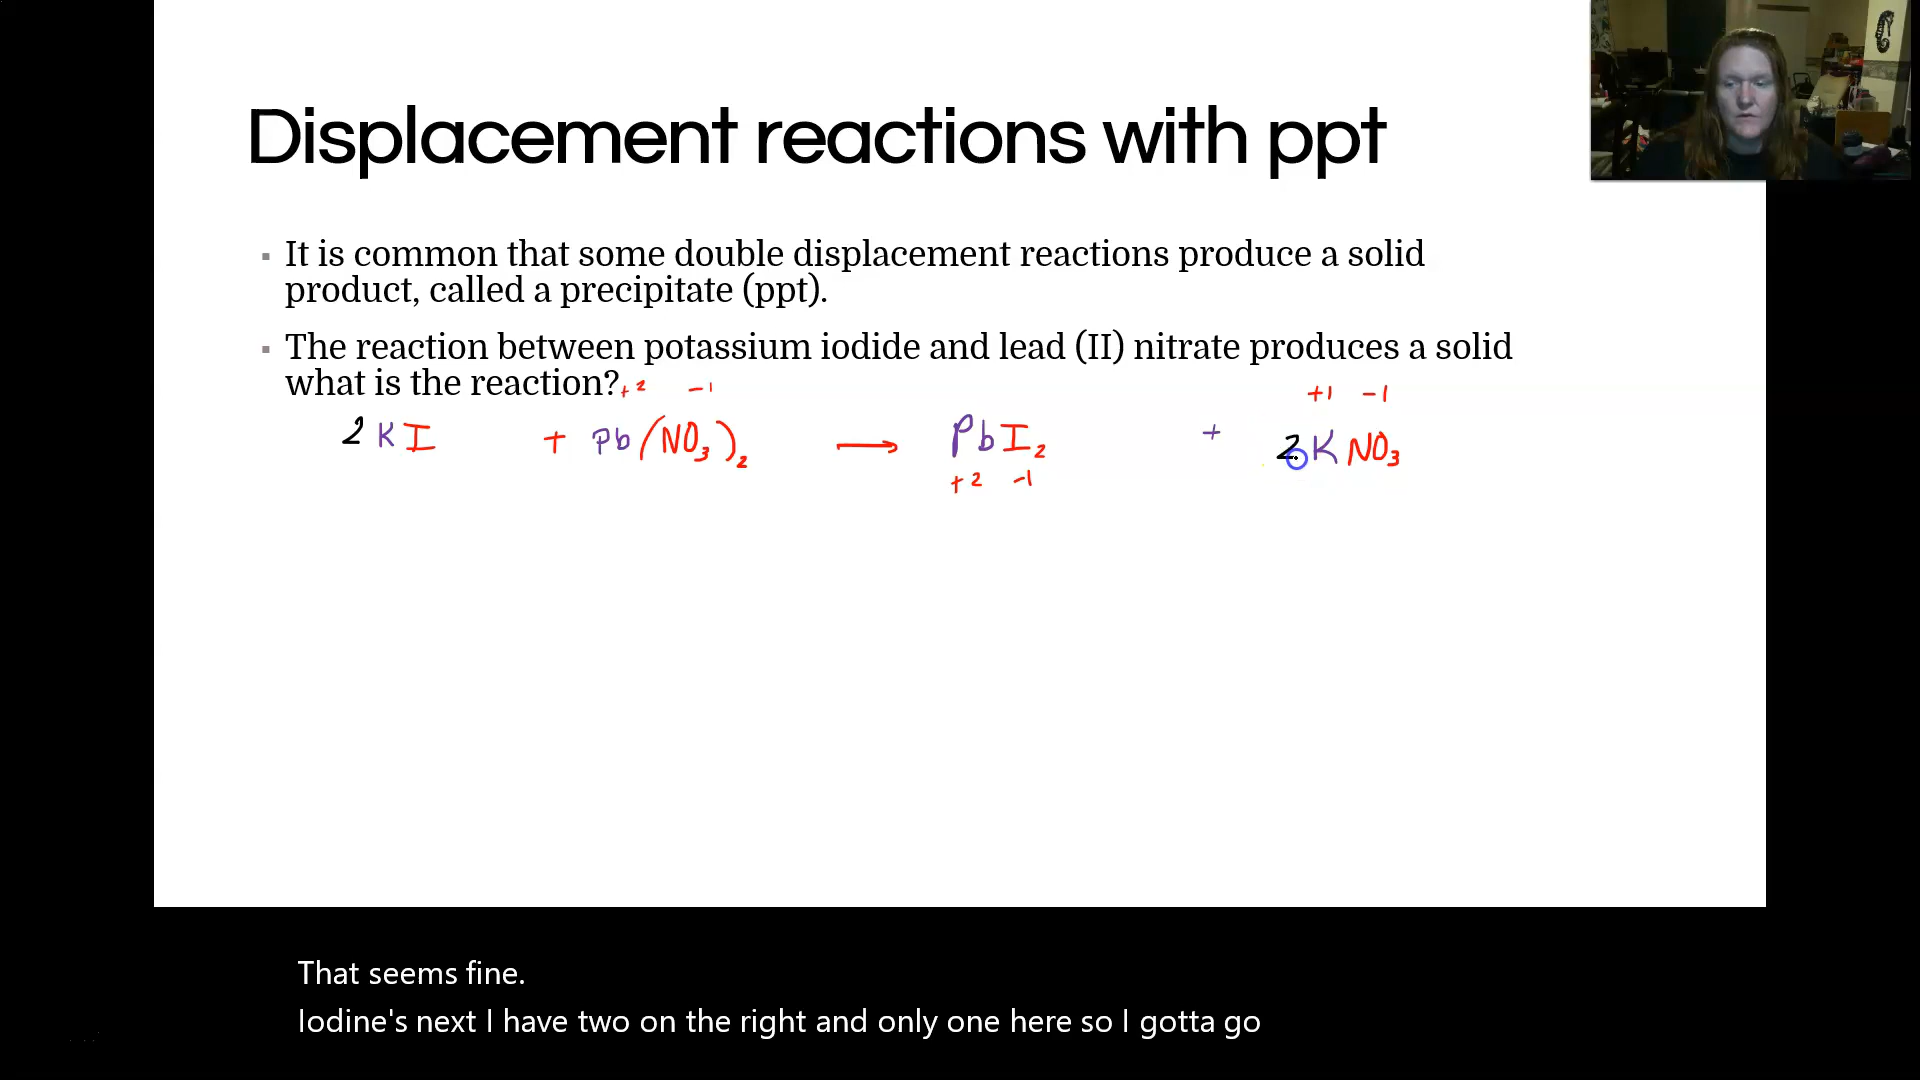 Displacement reactions with ppt
▪ It is common that some double displacement reactions produce a solid
product, called a precipitate (ppt).
▪ The reaction between potassium iodide and lead (II) nitrate produces a solid
what is the reaction?
+2 -1
+1 -1
2 K I + Pb (NO₃)₂ ⟶ PbI₂ + 2 K NO₃
+2 -1
That seems fine.
Iodine's next I have two on the right and only one here so I gotta go